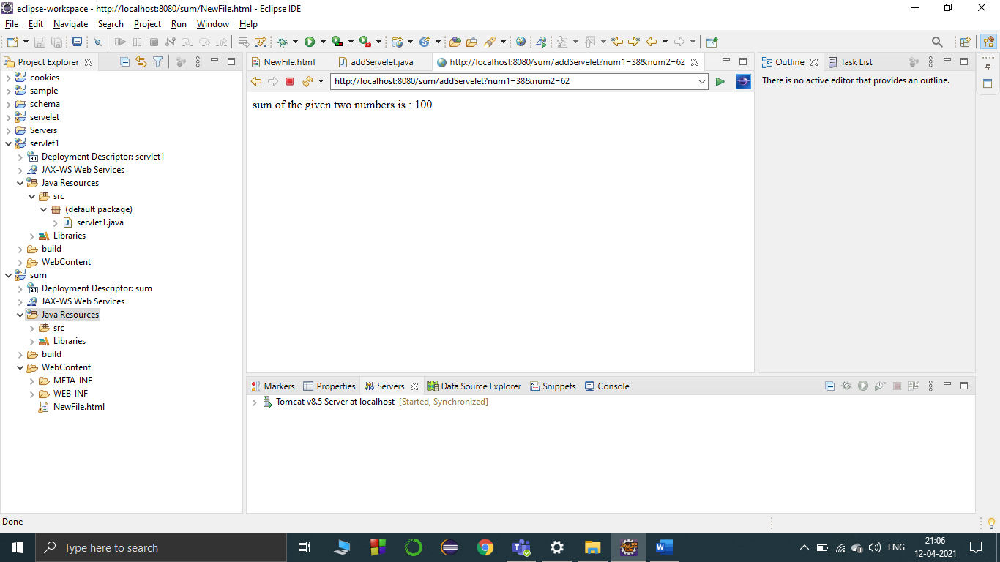 eclipse-workspace - http://localhost:8080/sum/NewFile.html - Eclipse IDE
File Edit Navigate Search Project Run Window Help
Project Explorer
cookies
sample
schema
servelet
Servers
servlet1
Deployment Descriptor: servlet1
JAX-WS Web Services
Java Resources
src
(default package)
servlet1.java
Libraries
build
WebContent
sum
Deployment Descriptor: sum
JAX-WS Web Services
Java Resources
src
Libraries
build
WebContent
META-INF
WEB-INF
NewFile.html
NewFile.html addServelet.java http://localhost:8080/sum/addServelet?num1=38&num2=62
http://localhost:8080/sum/addServelet?num1=38&num2=62
sum of the given two numbers is : 100
Outline Task List
There is no active editor that provides an outline.
Markers Properties Servers Data Source Explorer Snippets Console
Tomcat v8.5 Server at localhost [Started, Synchronized]
Done
Type here to search
ENG
21:06
12-04-2021